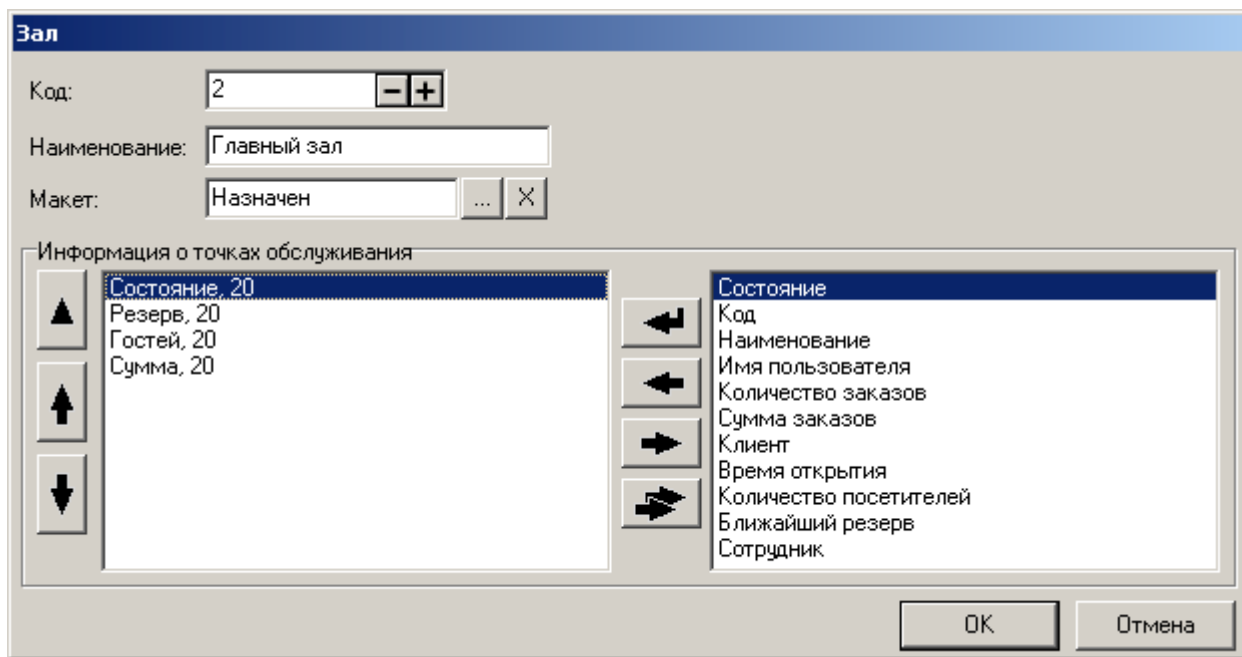 Зал
Код: 2
Наименование: Главный зал
Макет: Назначен ... X
Информация о точках обслуживания
Состояние, 20
Резерв, 20
Гостей, 20
Сумма, 20
Состояние
Код
Наименование
Имя пользователя
Количество заказов
Сумма заказов
Клиент
Время открытия
Количество посетителей
Ближайший резерв
Сотрудник
OK
Отмена